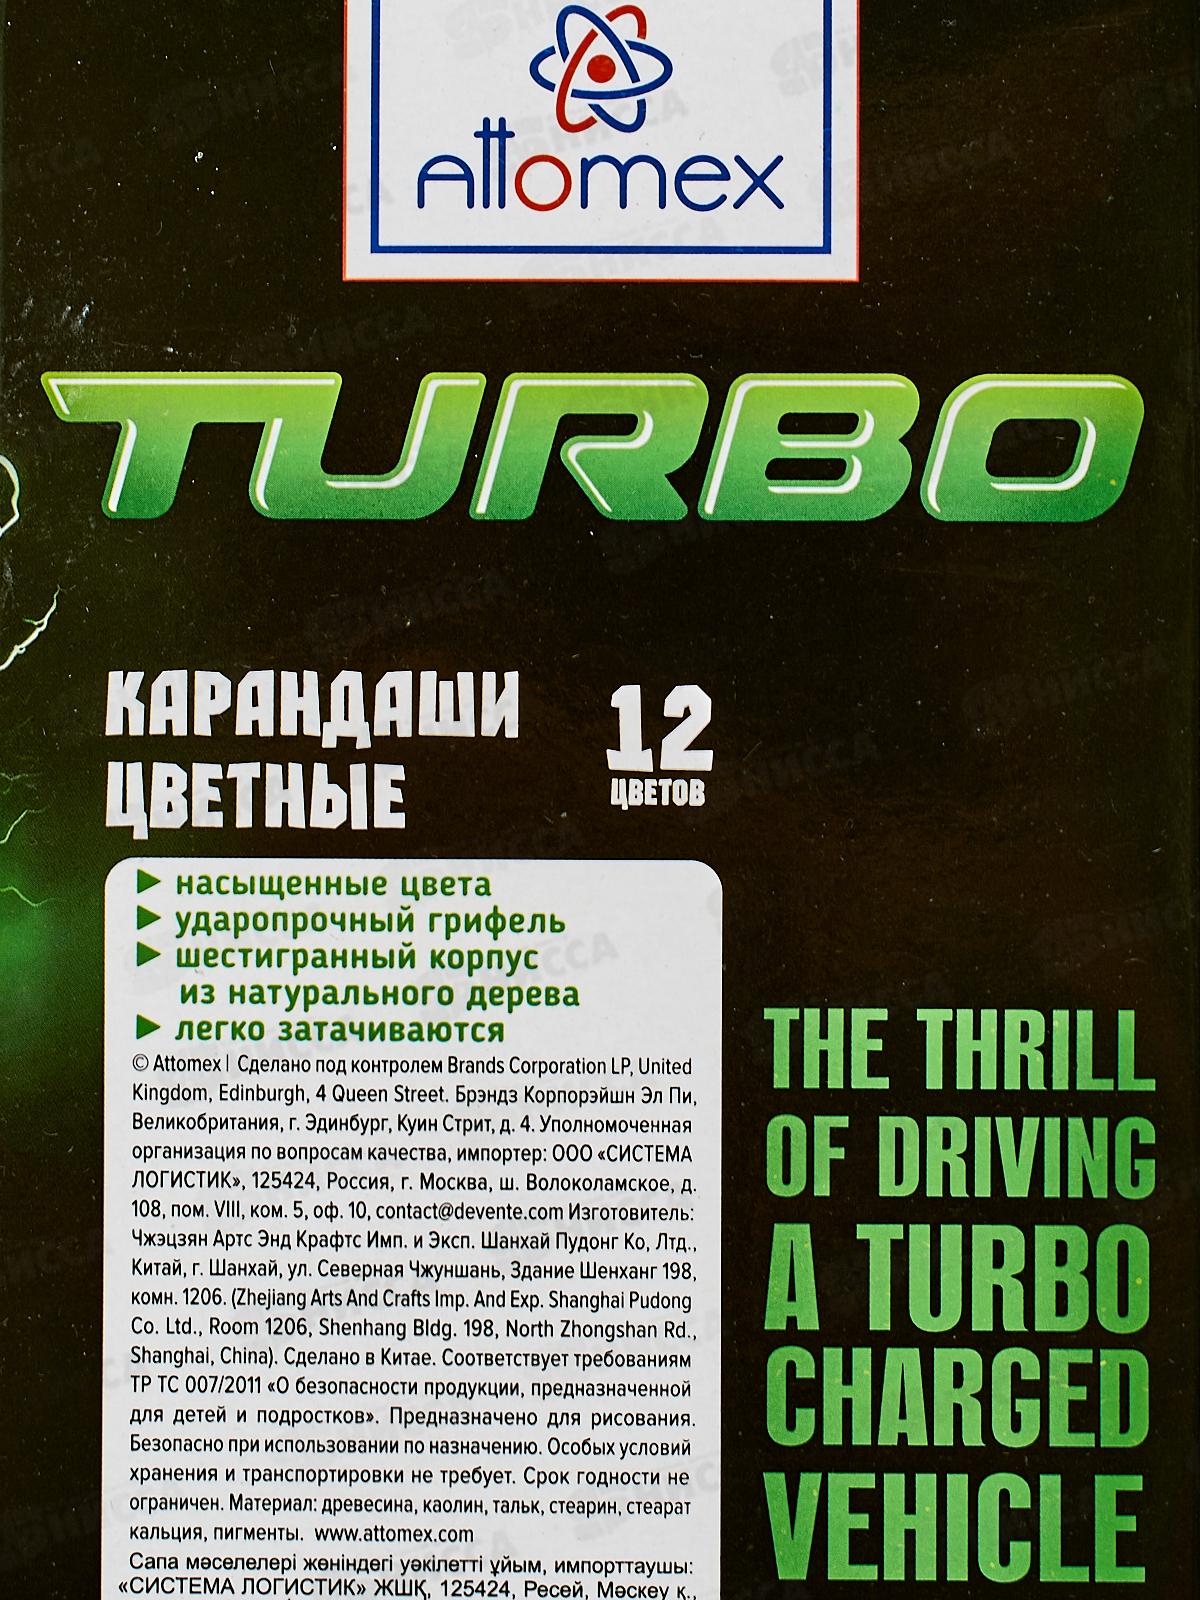 attomex
TURBO
КАРАНДАШИ
ЦВЕТНЫЕ
12
ЦВЕТОВ
► насыщенные цвета
► ударопрочный грифель
► шестигранный корпус
из натурального дерева
► легко затачиваются
© Attomex | Сделано под контролем Brands Corporation LP, United
Kingdom, Edinburgh, 4 Queen Street. Брэндз Корпорэйшн Эл Пи,
Великобритания, г. Эдинбург, Куин Стрит, д. 4. Уполномоченная
организация по вопросам качества, импортер: ООО «СИСТЕМА
ЛОГИСТИК», 125424, Россия, г. Москва, ш. Волоколамское, д.
108, пом. VIII, ком. 5, оф. 10, contact@devente.com Изготовитель:
Чжэцзян Артс Энд Крафтс Имп. и Эксп. Шанхай Пудонг Ко, Лтд.,
Китай, г. Шанхай, ул. Северная Чжуншань, Здание Шенханг 198,
комн. 1206. (Zhejiang Arts And Crafts Imp. And Exp. Shanghai Pudong
Co. Ltd., Room 1206, Shenhang Bldg. 198, North Zhongshan Rd.,
Shanghai, China). Сделано в Китае. Соответствует требованиям
ТР ТС 007/2011 «О безопасности продукции, предназначенной
для детей и подростков». Предназначено для рисования.
Безопасно при использовании по назначению. Особых условий
хранения и транспортировки не требует. Срок годности не
ограничен. Материал: древесина, каолин, тальк, стеарин, стеарат
кальция, пигменты. www.attomex.com
Сапа мәселелері жөніндегі уәкілетті ұйым, импорттаушы:
«СИСТЕМА ЛОГИСТИК» ЖШҚ, 125424, Ресей, Мәскеу қ.,
THE THRILL
OF DRIVING
A TURBO
CHARGED
VEHICLE